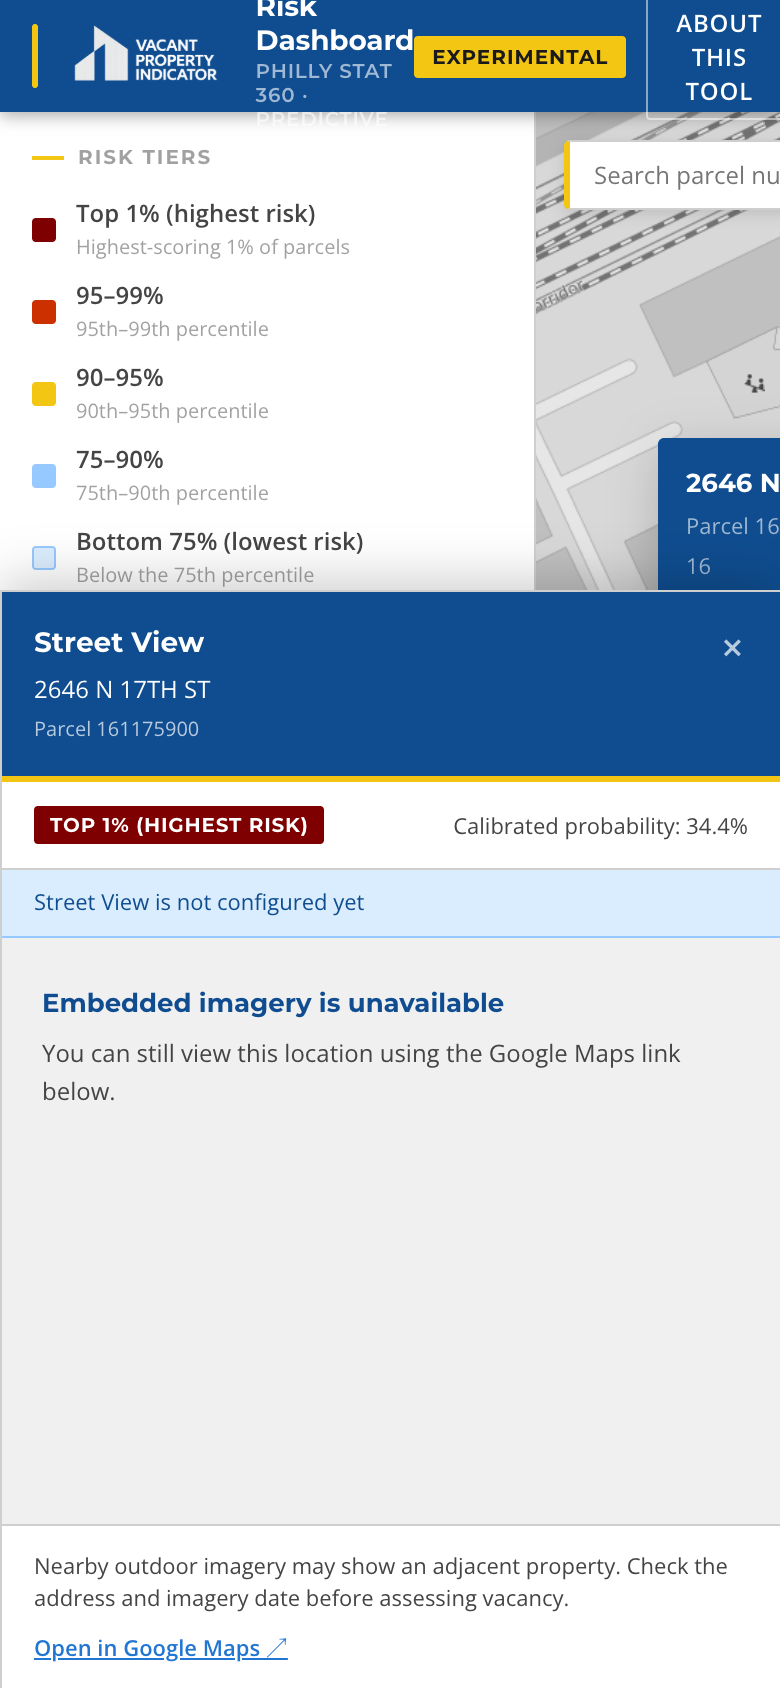 Risk
Dashboard
PHILLY STAT
360 ·
PREDICTIVE
VACANT
PROPERTY
INDICATOR
EXPERIMENTAL
ABOUT
THIS
TOOL
RISK TIERS
Top 1% (highest risk)
Highest-scoring 1% of parcels
95–99%
95th–99th percentile
90–95%
90th–95th percentile
75–90%
75th–90th percentile
Bottom 75% (lowest risk)
Below the 75th percentile
Search parcel nu
orridor
2646 N
Parcel 16
16
Street View
×
2646 N 17TH ST
Parcel 161175900
TOP 1% (HIGHEST RISK)
Calibrated probability: 34.4%
Street View is not configured yet
Embedded imagery is unavailable
You can still view this location using the Google Maps link
below.
Nearby outdoor imagery may show an adjacent property. Check the
address and imagery date before assessing vacancy.
Open in Google Maps ↗